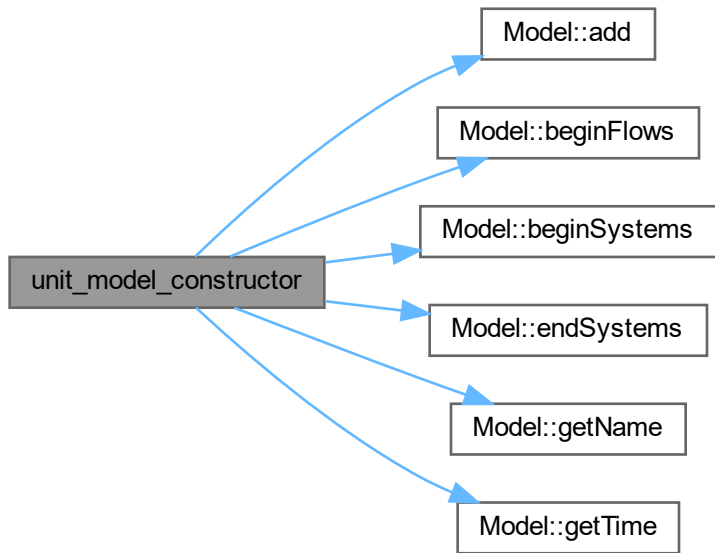 Model::add
Model::beginFlows
Model::beginSystems
unit_model_constructor
Model::endSystems
Model::getName
Model::getTime